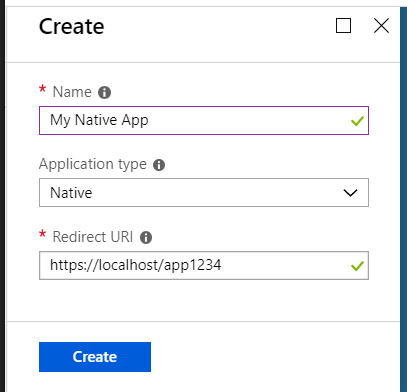 Create
* Name
My Native App
Application type
Native
* Redirect URI
https://localhost/app1234
Create